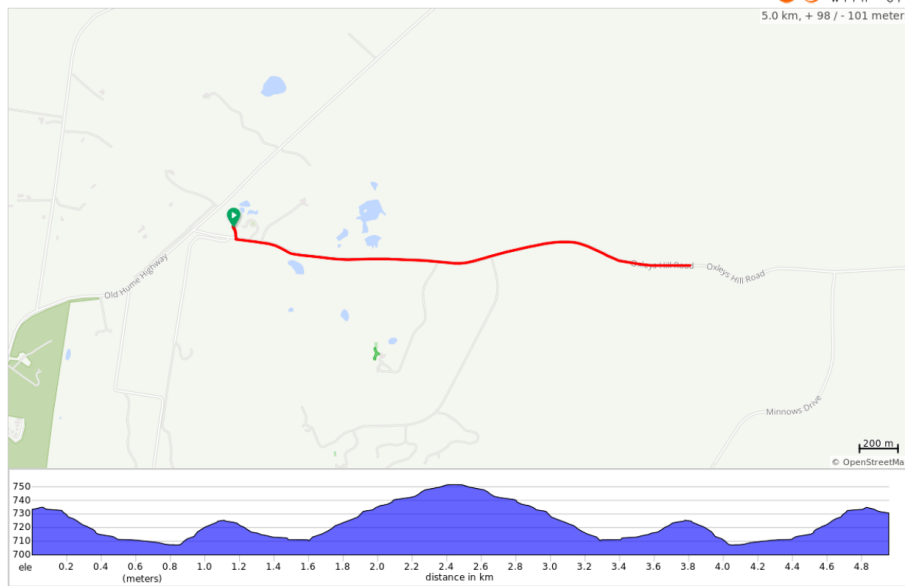 5.0 km, + 98 / - 101 meter
Old Hume Highway
Oxleys Hill Road
Oxleys Hill Road
Minnows Drive
200 m
© OpenStreetMa
750
740
730
720
710
700
ele 0.2 0.4 0.6 0.8 1.0 1.2 1.4 1.6 1.8 2.0 2.2 2.4 2.6 2.8 3.0 3.2 3.4 3.6 3.8 4.0 4.2 4.4 4.6 4.8
(meters) distance in km